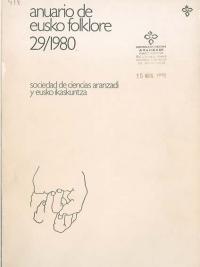 anuario de
eusko folklore
29/1980
sociedad de ciencias aranzadi
y eusko ikaskuntza